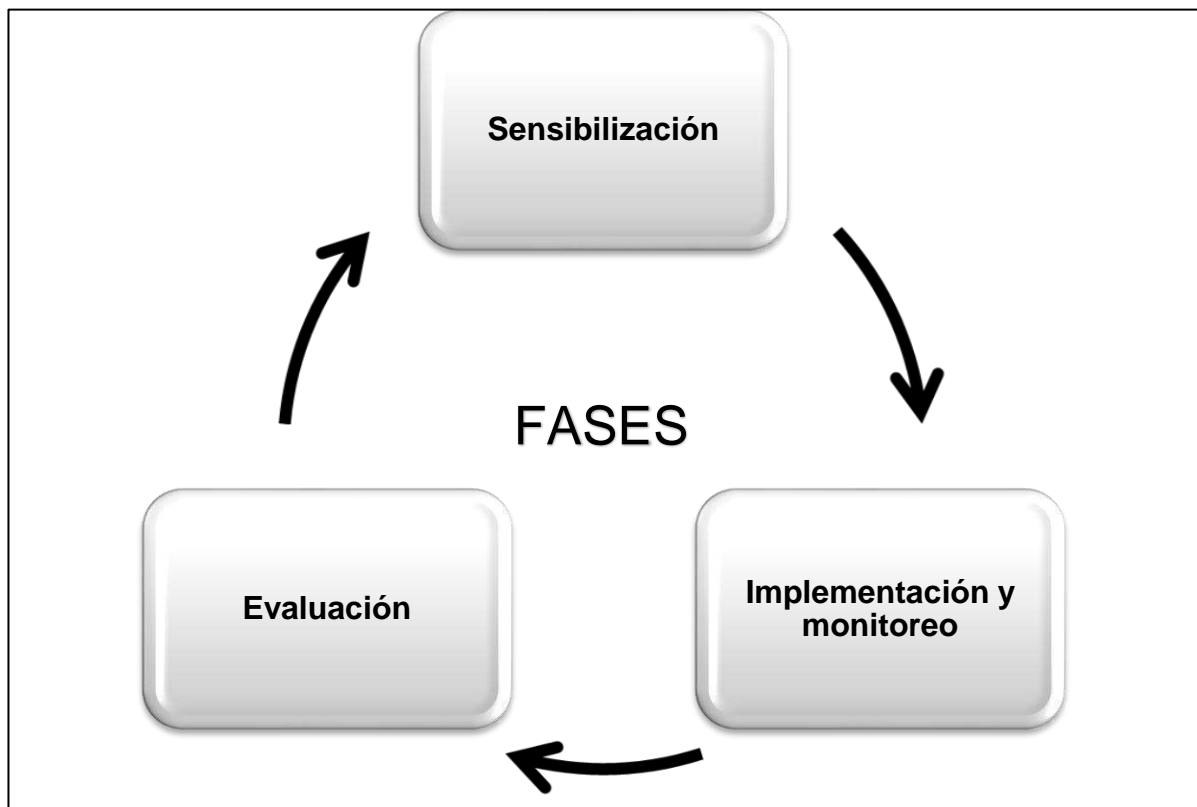 Sensibilización
FASES
Evaluación
Implementación y
monitoreo